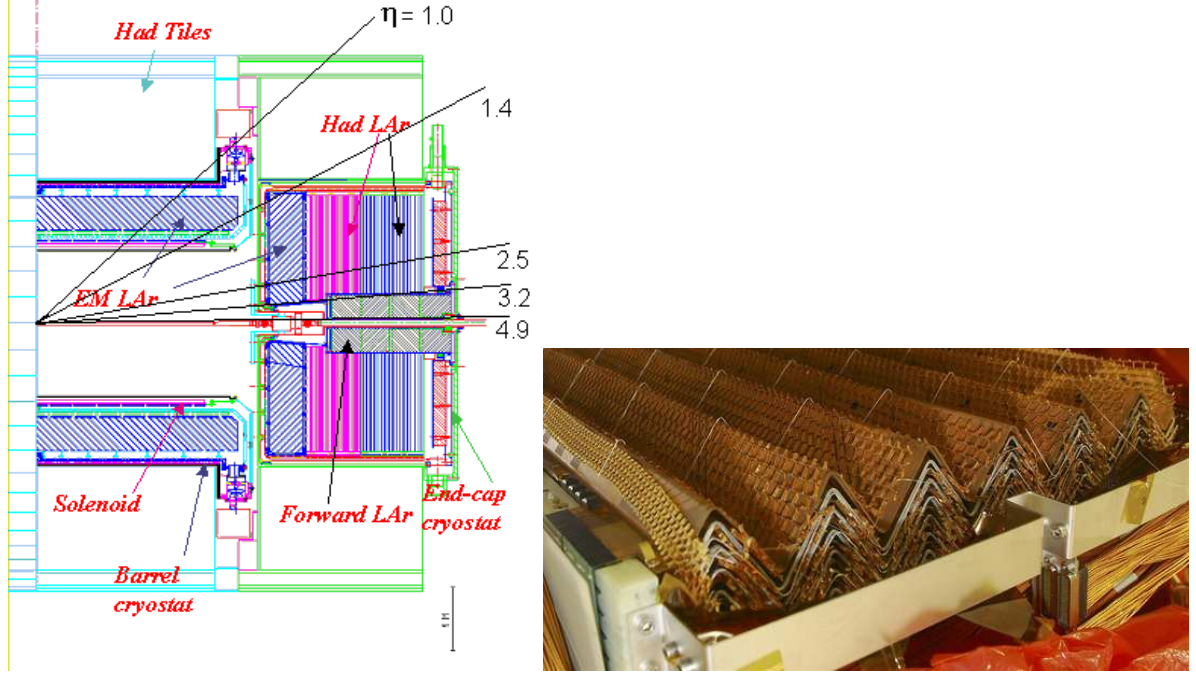 η = 1.0
Had Tiles
1.4
Had LAr
2.5
EM LAr
3.2
4.9
Solenoid
Forward LAr
End-cap
cryostat
Barrel
cryostat